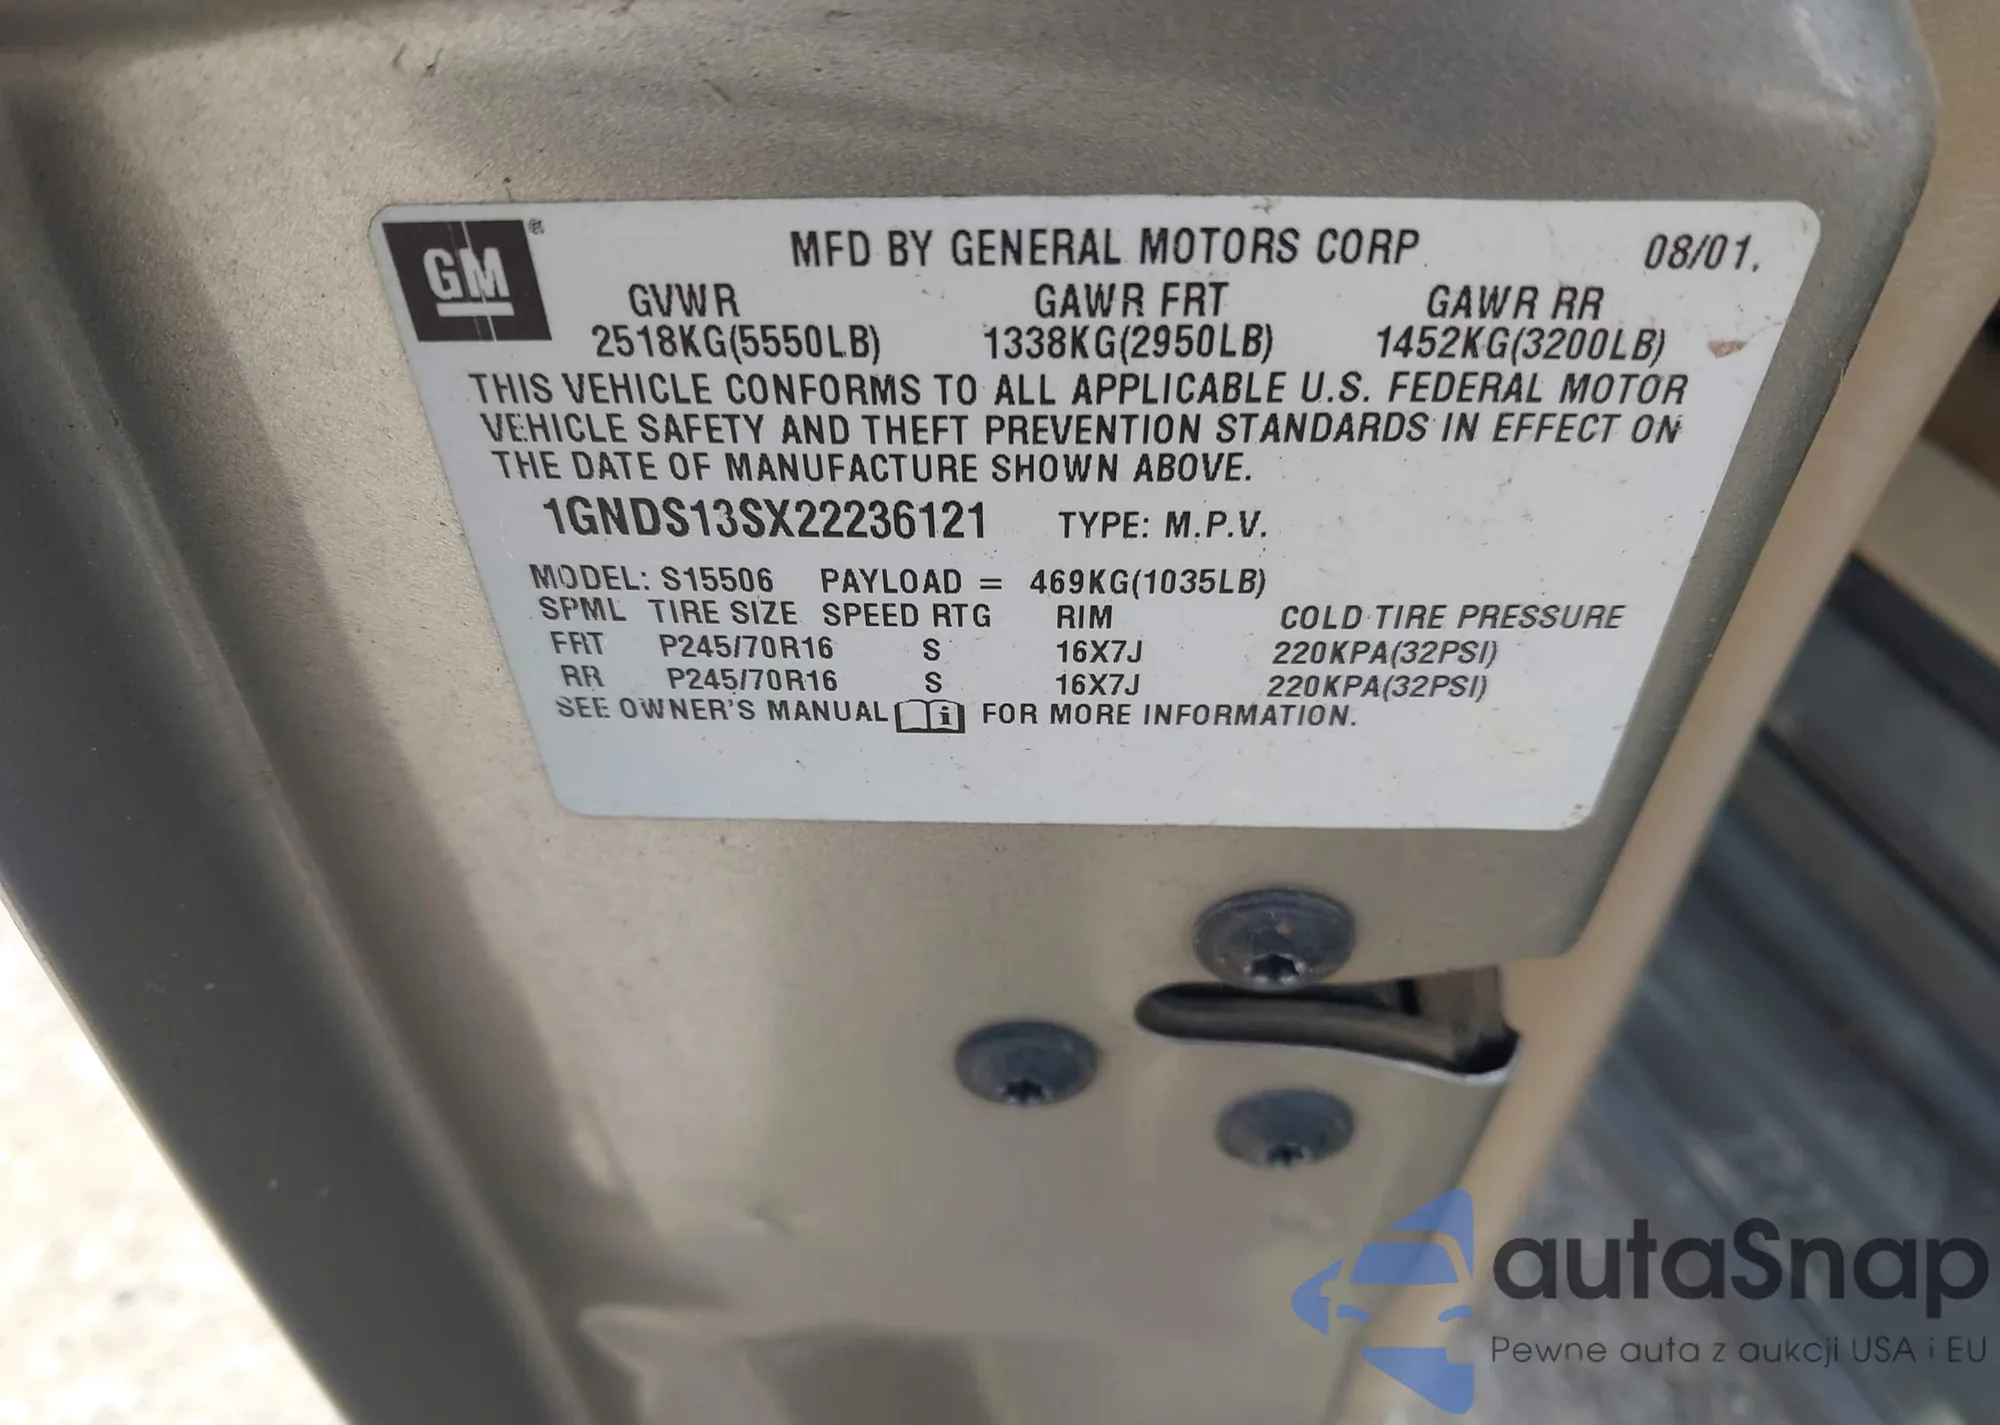 GM ®
MFD BY GENERAL MOTORS CORP 08/01.
GVWR GAWR FRT GAWR RR
2518KG(5550LB) 1338KG(2950LB) 1452KG(3200LB)
THIS VEHICLE CONFORMS TO ALL APPLICABLE U.S. FEDERAL MOTOR
VEHICLE SAFETY AND THEFT PREVENTION STANDARDS IN EFFECT ON
THE DATE OF MANUFACTURE SHOWN ABOVE.
1GNDS13SX22236121 TYPE: M.P.V.
MODEL: S15506 PAYLOAD = 469KG(1035LB)
SPML TIRE SIZE SPEED RTG RIM COLD TIRE PRESSURE
FRT P245/70R16 S 16X7J 220KPA(32PSI)
RR P245/70R16 S 16X7J 220KPA(32PSI)
SEE OWNER'S MANUAL i FOR MORE INFORMATION.
autaSnap
Pewne auta z aukcji USA i EU